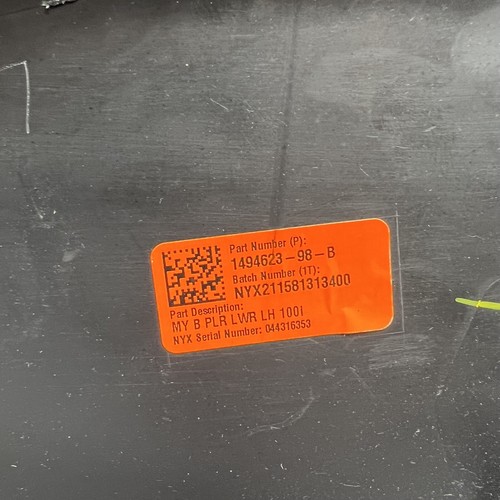 Part Number (P):
1494623-98-B
Batch Number (1T):
NYX211581313400
Part Description:
MY B PLR LWR LH 100I
NYX Serial Number: 044316353